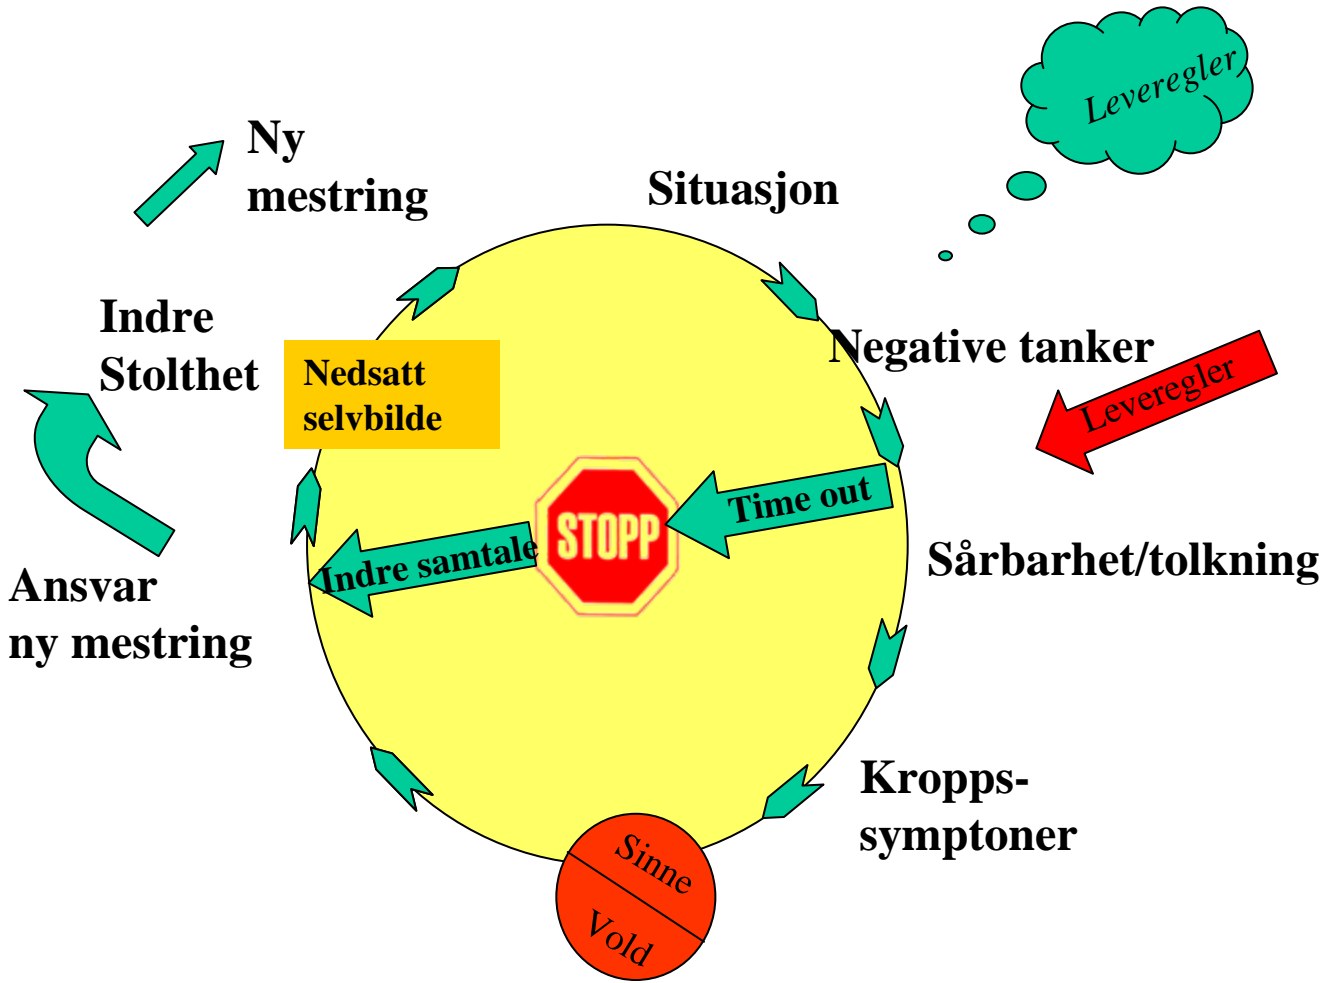 Leveregler
Ny
mestring
Situasjon
Indre
Stolthet
Negative tanker
Nedsatt
selvbilde
Leveregler
Time out
STOPP
Indre samtale
Sårbarhet/tolkning
Ansvar
ny mestring
Kropps-
symptoner
Sinne
Vold